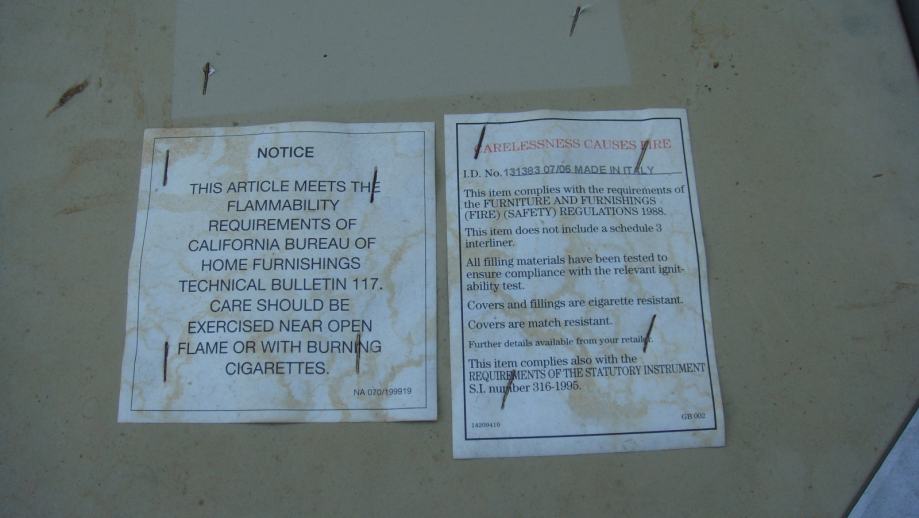 NOTICE
THIS ARTICLE MEETS THE
FLAMMABILITY
REQUIREMENTS OF
CALIFORNIA BUREAU OF
HOME FURNISHINGS
TECHNICAL BULLETIN 117.
CARE SHOULD BE
EXERCISED NEAR OPEN
FLAME OR WITH BURNING
CIGARETTES.
NA 070/199919
CARELESSNESS CAUSES FIRE
I.D. No. 131383 07/06 MADE IN ITALY
This item complies with the requirements of
the FURNITURE AND FURNISHINGS
(FIRE) (SAFETY) REGULATIONS 1988.
This item does not include a schedule 3
interliner.
All filling materials have been tested to
ensure compliance with the relevant ignit-
ability test.
Covers and fillings are cigarette resistant.
Covers are match resistant.
Further details available from your retailer.
This item complies also with the
REQUIREMENTS OF THE STATUTORY INSTRUMENT
S.I. number 316-1995.
14209410
GB 002